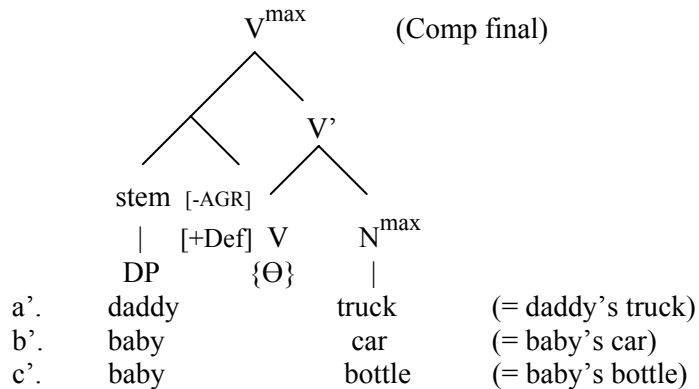 V^max (Comp final)
V’
stem [-AGR]
| [+Def] V N^max
DP {Ɵ} |
a’. daddy truck (= daddy’s truck)
b’. baby car (= baby’s car)
c’. baby bottle (= baby’s bottle)